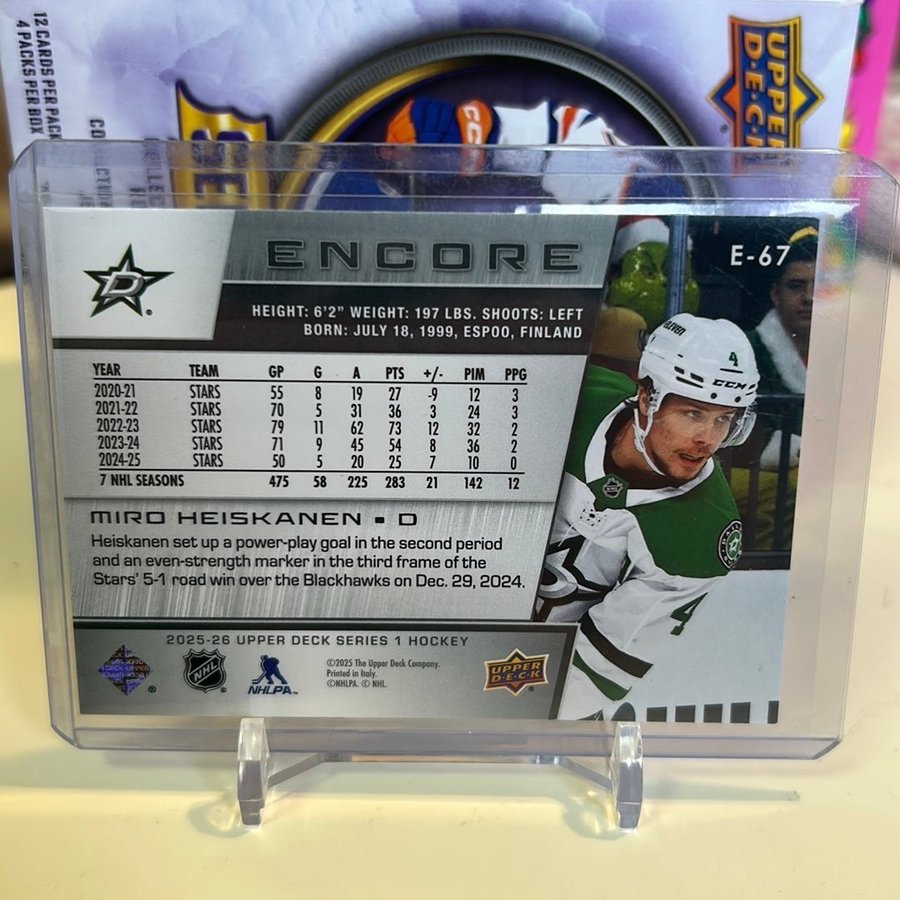 12 CARDS PER PACK
4 PACKS PER BOX
UPPER
D·E·C·K
SE
ENCORE
E-67
D
HEIGHT: 6'2" WEIGHT: 197 LBS. SHOOTS: LEFT
BORN: JULY 18, 1999, ESPOO, FINLAND
YEAR TEAM GP G A PTS +/- PIM PPG
2020-21 STARS 55 8 19 27 -9 12 3
2021-22 STARS 70 5 31 36 3 24 3
2022-23 STARS 79 11 62 73 12 32 2
2023-24 STARS 71 9 45 54 8 36 2
2024-25 STARS 50 5 20 25 7 10 0
7 NHL SEASONS 475 58 225 283 21 142 12
4
CCM
MIRO HEISKANEN • D
Heiskanen set up a power-play goal in the second period
and an even-strength marker in the third frame of the
Stars' 5-1 road win over the Blackhawks on Dec. 29, 2024.
4
2025-26 UPPER DECK SERIES 1 HOCKEY
NHL
NHLPA
©2025 The Upper Deck Company.
Printed in Italy.
©NHLPA. © NHL.
UPPER
D·E·C·K